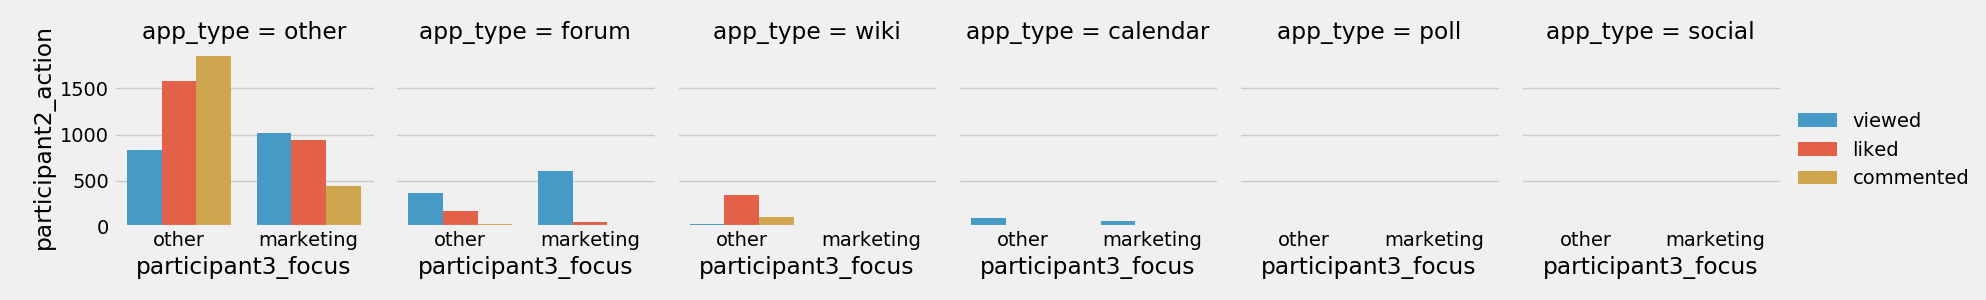 app_type = other
app_type = forum
app_type = wiki
app_type = calendar
app_type = poll
app_type = social
participant2_action
1500
1000
500
0
other marketing
other marketing
other marketing
other marketing
other marketing
other marketing
participant3_focus
participant3_focus
participant3_focus
participant3_focus
participant3_focus
participant3_focus
viewed
liked
commented